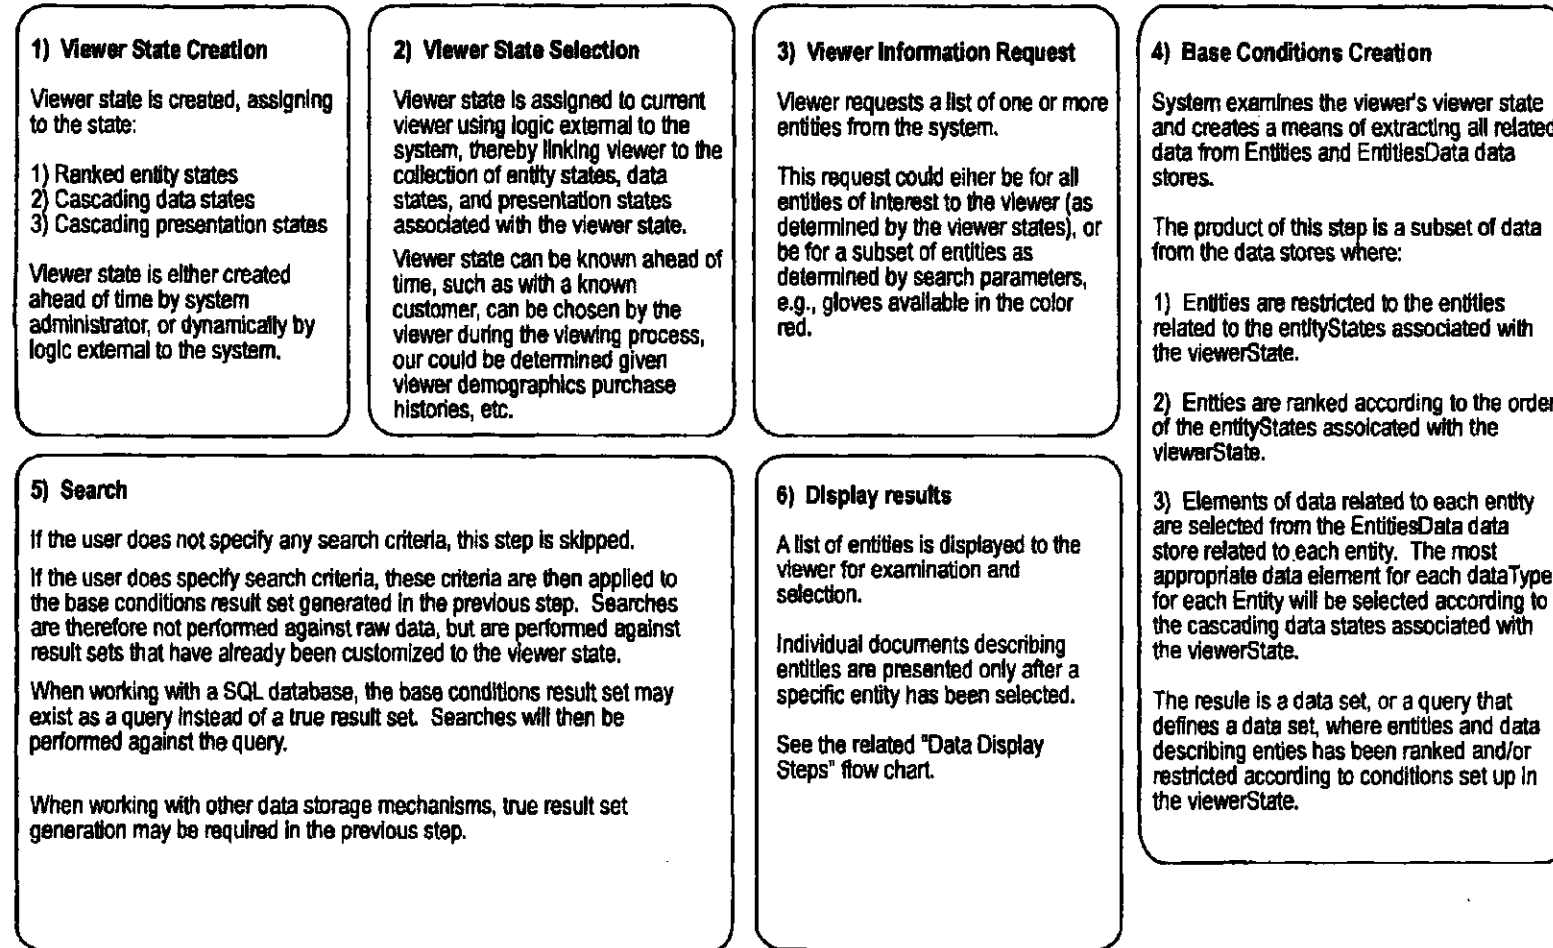 1) Viewer State Creation
Viewer state is created, assigning
to the state:
1) Ranked entity states
2) Cascading data states
3) Cascading presentation states
Viewer state is either created
ahead of time by system
administrator, or dynamically by
logic external to the system.
2) Viewer State Selection
Viewer state is assigned to current
viewer using logic external to the
system, thereby linking viewer to the
collection of entity states, data
states, and presentation states
associated with the viewer state.
Viewer state can be known ahead of
time, such as with a known
customer, can be chosen by the
viewer during the viewing process,
our could be determined given
viewer demographics purchase
histories, etc.
3) Viewer Information Request
Viewer requests a list of one or more
entities from the system.
This request could eiher be for all
entities of interest to the viewer (as
determined by the viewer states), or
be for a subset of entities as
determined by search parameters,
e.g., gloves available in the color
red.
4) Base Conditions Creation
System examines the viewer's viewer state
and creates a means of extracting all related
data from Entities and EntitiesData data
stores.
The product of this step is a subset of data
from the data stores where:
1) Entities are restricted to the entities
related to the entityStates associated with
the viewerState.
2) Entties are ranked according to the order
of the entityStates assoicated with the
viewerState.
3) Elements of data related to each entity
are selected from the EntitiesData data
store related to each entity. The most
appropriate data element for each dataType
for each Entity will be selected according to
the cascading data states associated with
the viewerState.
The resule is a data set, or a query that
defines a data set, where entities and data
describing enties has been ranked and/or
restricted according to conditions set up in
the viewerState.
5) Search
If the user does not specify any search criteria, this step is skipped.
If the user does specify search criteria, these criteria are then applied to
the base conditions result set generated in the previous step. Searches
are therefore not performed against raw data, but are performed against
result sets that have already been customized to the viewer state.
When working with a SQL database, the base conditions result set may
exist as a query instead of a true result set. Searches will then be
performed against the query.
When working with other data storage mechanisms, true result set
generation may be required in the previous step.
6) Display results
A list of entities is displayed to the
viewer for examination and
selection.
Individual documents describing
entities are presented only after a
specific entity has been selected.
See the related "Data Display
Steps" flow chart.